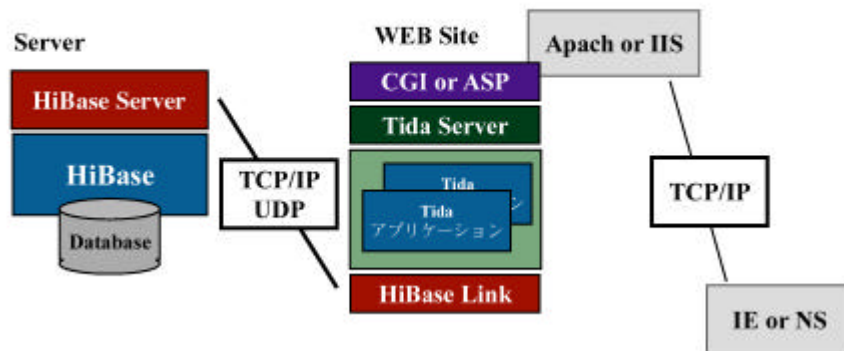 Server
HiBase Server
HiBase
Database
TCP/IP
UDP
WEB Site
CGI or ASP
Tida Server
Tida
ン
Tida
アプリケーション
HiBase Link
Apach or IIS
TCP/IP
IE or NS